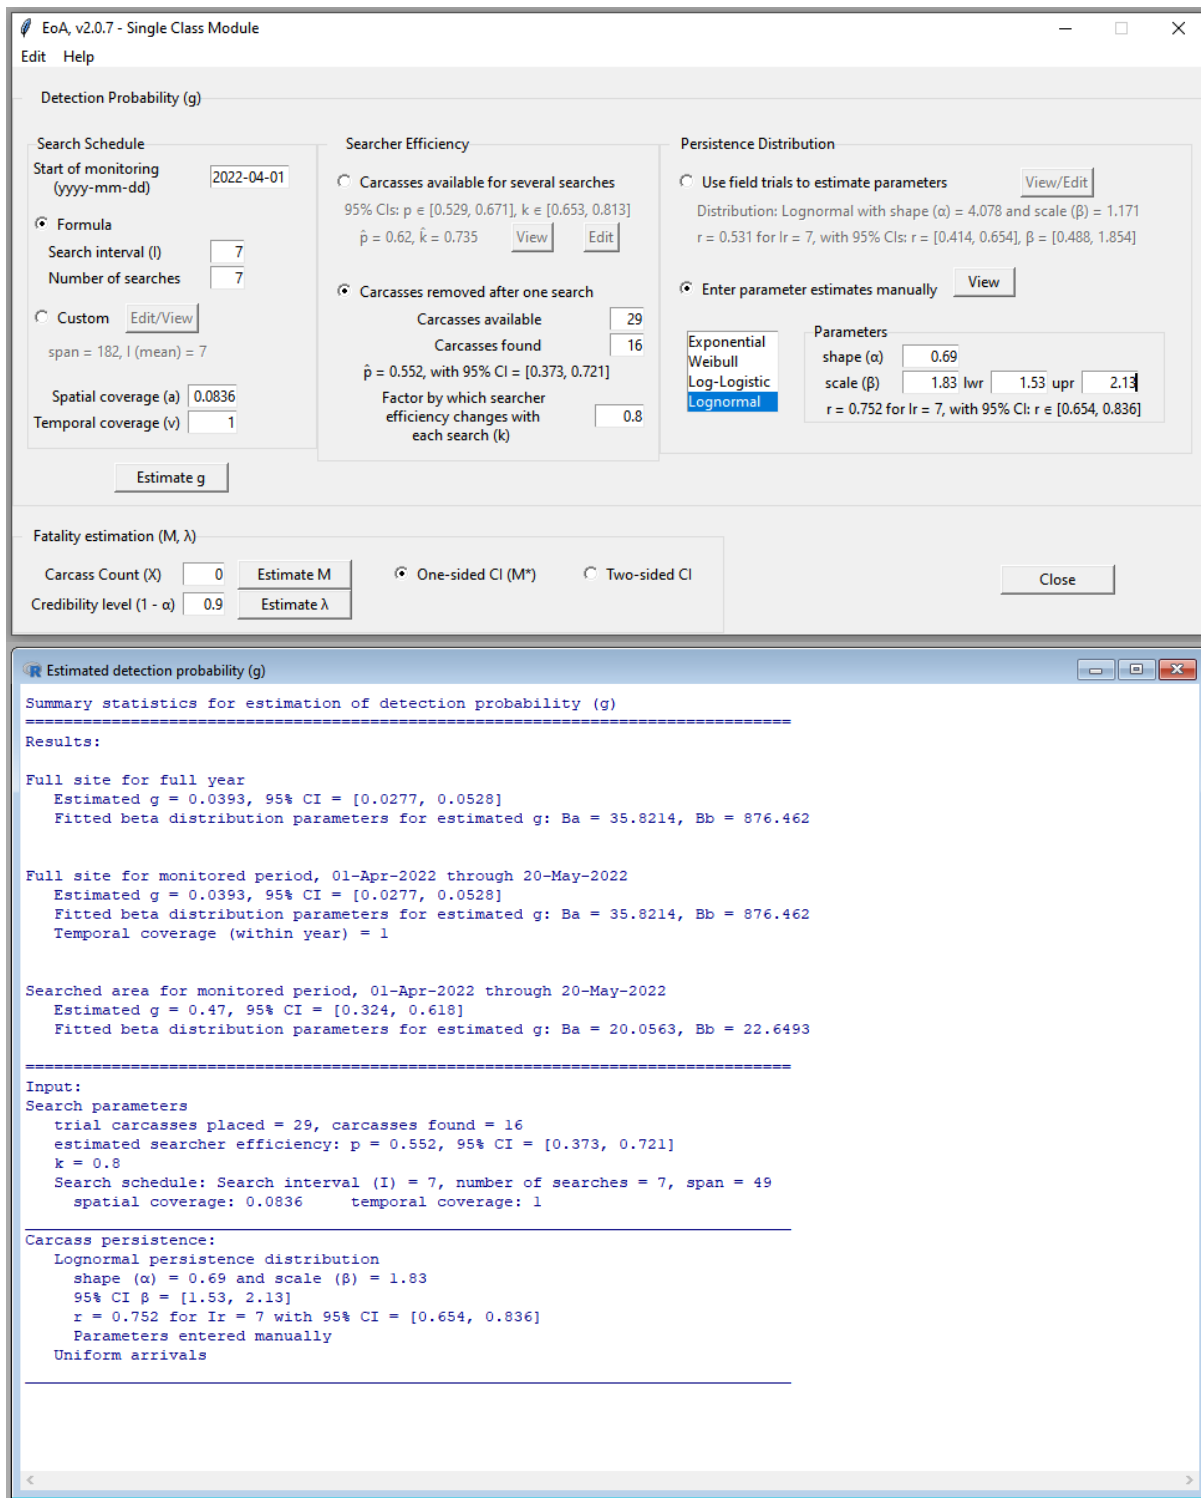 EoA, v2.0.7 - Single Class Module
Edit Help
Detection Probability (g)
Search Schedule
Start of monitoring
(yyyy-mm-dd)
2022-04-01
Formula
Search interval (I) 7
Number of searches 7
Custom Edit/View
span = 182, I (mean) = 7
Spatial coverage (a) 0.0836
Temporal coverage (v) 1
Estimate g
Searcher Efficiency
Carcasses available for several searches
95% CIs: p ∈ [0.529, 0.671], k ∈ [0.653, 0.813]
p̂ = 0.62, k̂ = 0.735 View Edit
Carcasses removed after one search
Carcasses available 29
Carcasses found 16
p̂ = 0.552, with 95% CI = [0.373, 0.721]
Factor by which searcher
efficiency changes with
each search (k)
0.8
Persistence Distribution
Use field trials to estimate parameters View/Edit
Distribution: Lognormal with shape (α) = 4.078 and scale (β) = 1.171
r = 0.531 for Ir = 7, with 95% CIs: r = [0.414, 0.654], β = [0.488, 1.854]
Enter parameter estimates manually View
Exponential
Weibull
Log-Logistic
Lognormal
Parameters
shape (α) 0.69
scale (β) 1.83 lwr 1.53 upr 2.13
r = 0.752 for Ir = 7, with 95% CI: r ∈ [0.654, 0.836]
Fatality estimation (M, λ)
Carcass Count (X) 0 Estimate M One-sided CI (M*) Two-sided CI
Credibility level (1 - α) 0.9 Estimate λ
Close
Estimated detection probability (g)
Summary statistics for estimation of detection probability (g)
================================================================================
Results:
Full site for full year
Estimated g = 0.0393, 95% CI = [0.0277, 0.0528]
Fitted beta distribution parameters for estimated g: Ba = 35.8214, Bb = 876.462
Full site for monitored period, 01-Apr-2022 through 20-May-2022
Estimated g = 0.0393, 95% CI = [0.0277, 0.0528]
Fitted beta distribution parameters for estimated g: Ba = 35.8214, Bb = 876.462
Temporal coverage (within year) = 1
Searched area for monitored period, 01-Apr-2022 through 20-May-2022
Estimated g = 0.47, 95% CI = [0.324, 0.618]
Fitted beta distribution parameters for estimated g: Ba = 20.0563, Bb = 22.6493
================================================================================
Input:
Search parameters
trial carcasses placed = 29, carcasses found = 16
estimated searcher efficiency: p = 0.552, 95% CI = [0.373, 0.721]
k = 0.8
Search schedule: Search interval (I) = 7, number of searches = 7, span = 49
spatial coverage: 0.0836 temporal coverage: 1
Carcass persistence:
Lognormal persistence distribution
shape (α) = 0.69 and scale (β) = 1.83
95% CI β = [1.53, 2.13]
r = 0.752 for Ir = 7 with 95% CI = [0.654, 0.836]
Parameters entered manually
Uniform arrivals